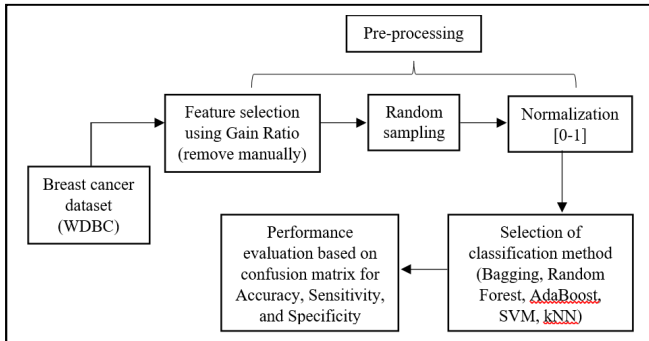 Pre-processing
Feature selection
using Gain Ratio
(remove manually)
Random
sampling
Normalization
[0-1]
Breast cancer
dataset
(WDBC)
Performance
evaluation based on
confusion matrix for
Accuracy, Sensitivity,
and Specificity
Selection of
classification method
(Bagging, Random
Forest, AdaBoost,
SVM, kNN)